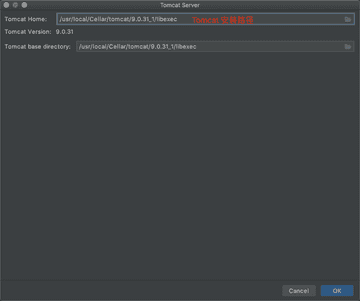 Tomcat Server
Tomcat Home: /usr/local/Cellar/tomcat/9.0.31_1/libexec Tomcat 安装路径
Tomcat Version: 9.0.31
Tomcat base directory: /usr/local/Cellar/tomcat/9.0.31_1/libexec
Cancel OK